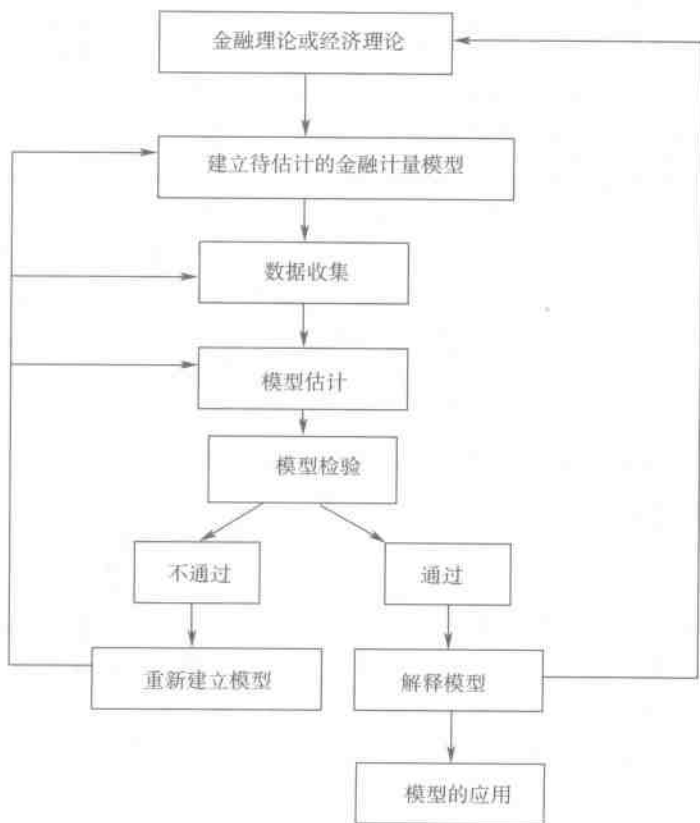 金融理论或经济理论
建立待估计的金融计量模型
数据收集
模型估计
模型检验
不通过
通过
重新建立模型
解释模型
模型的应用